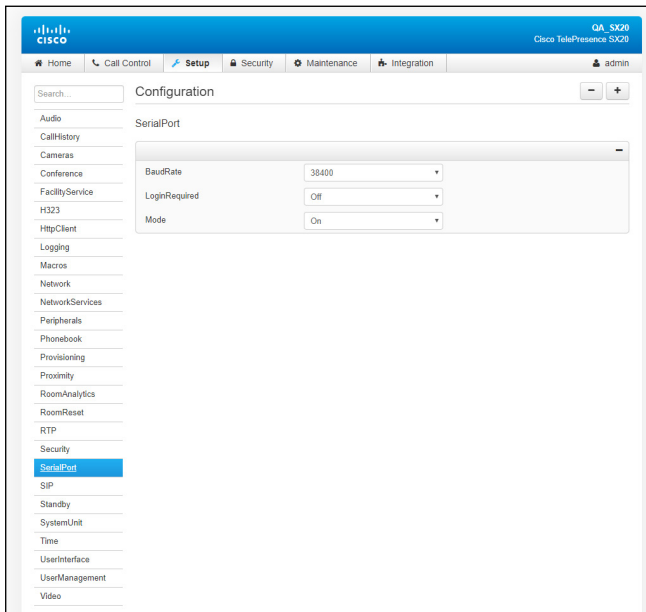 CISCO
QA_SX20
Cisco TelePresence SX20
Home Call Control Setup Security Maintenance Integration admin
Search...
Configuration
- +
SerialPort
-
BaudRate 38400
LoginRequired Off
Mode On
Audio
CallHistory
Cameras
Conference
FacilityService
H323
HttpClient
Logging
Macros
Network
NetworkServices
Peripherals
Phonebook
Provisioning
Proximity
RoomAnalytics
RoomReset
RTP
Security
SerialPort
SIP
Standby
SystemUnit
Time
UserInterface
UserManagement
Video